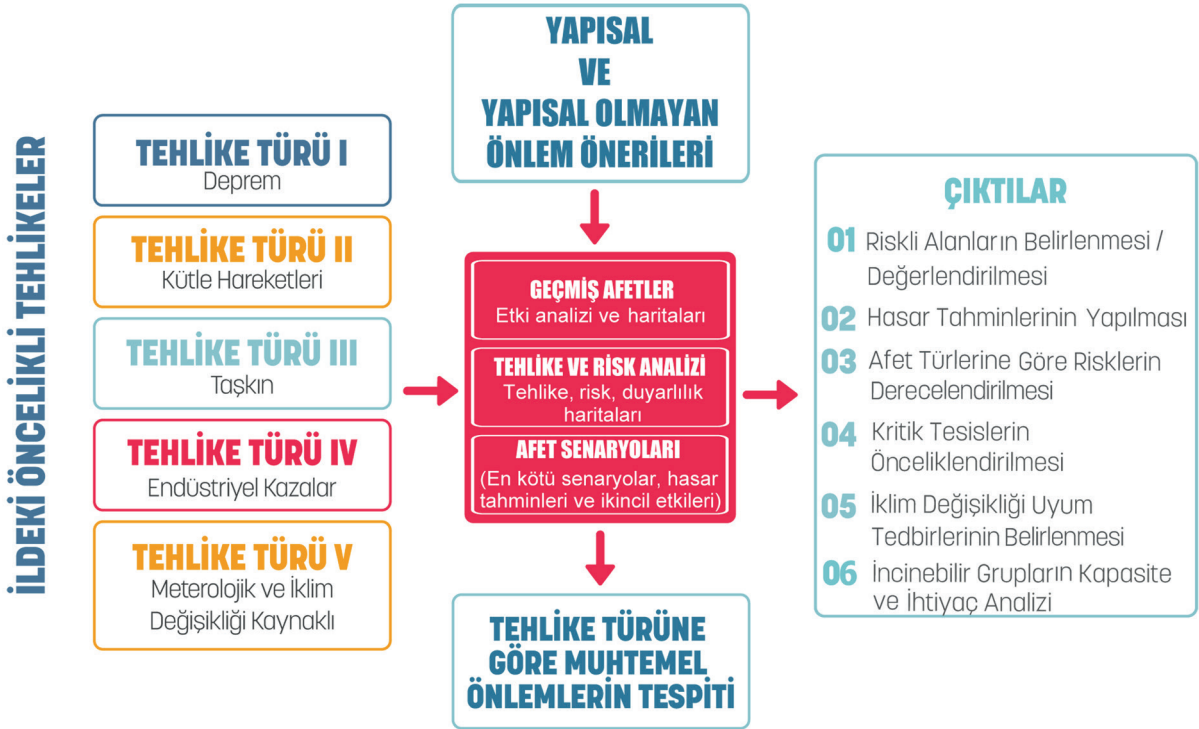 İLDEKİ ÖNCELİKLİ TEHLİKELER
TEHLİKE TÜRÜ I
Deprem
TEHLİKE TÜRÜ II
Kütle Hareketleri
TEHLİKE TÜRÜ III
Taşkın
TEHLİKE TÜRÜ IV
Endüstriyel Kazalar
TEHLİKE TÜRÜ V
Meterolojik ve İklim
Değişikliği Kaynaklı
YAPISAL
VE
YAPISAL OLMAYAN
ÖNLEM ÖNERİLERİ
GEÇMİŞ AFETLER
Etki analizi ve haritaları
TEHLİKE VE RİSK ANALİZİ
Tehlike, risk, duyarlılık
haritaları
AFET SENARYOLARI
(En kötü senaryolar, hasar
tahminleri ve ikincil etkileri)
TEHLİKE TÜRÜNE
GÖRE MUHTEMEL
ÖNLEMLERİN TESPİTİ
ÇIKTILAR
01 Riskli Alanların Belirlenmesi /
Değerlendirilmesi
02 Hasar Tahminlerinin Yapılması
03 Afet Türlerine Göre Risklerin
Derecelendirilmesi
04 Kritik Tesislerin
Önceliklendirilmesi
05 İklim Değişikliği Uyum
Tedbirlerinin Belirlenmesi
06 İncinebilir Grupların Kapasite
ve İhtiyaç Analizi